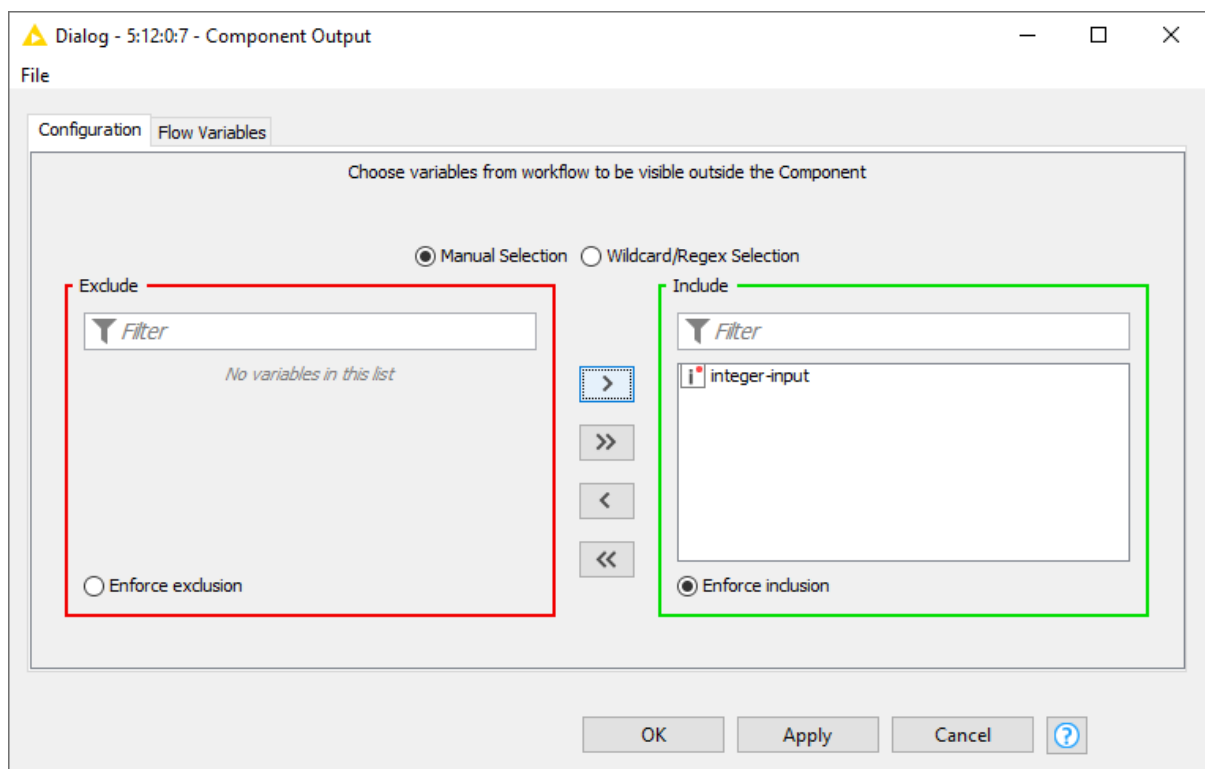 Dialog - 5:12:0:7 - Component Output
File
Configuration Flow Variables
Choose variables from workflow to be visible outside the Component
Manual Selection Wildcard/Regex Selection
Exclude
Filter
No variables in this list
Enforce exclusion
>
>>
<
<<
Include
Filter
i integer-input
Enforce inclusion
OK Apply Cancel ?